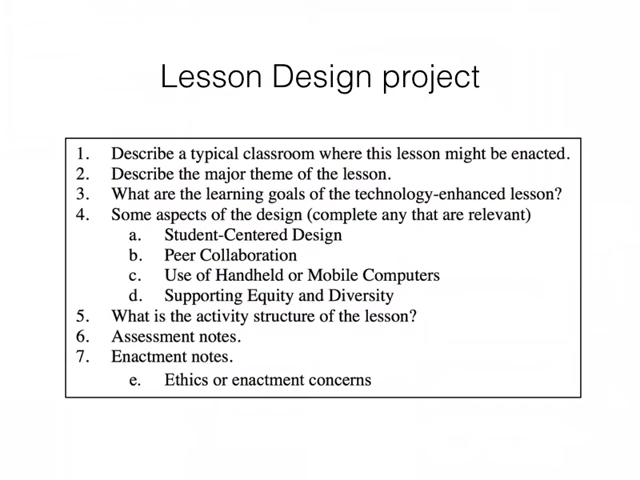 Lesson Design project
1. Describe a typical classroom where this lesson might be enacted.
2. Describe the major theme of the lesson.
3. What are the learning goals of the technology-enhanced lesson?
4. Some aspects of the design (complete any that are relevant)
a. Student-Centered Design
b. Peer Collaboration
c. Use of Handheld or Mobile Computers
d. Supporting Equity and Diversity
5. What is the activity structure of the lesson?
6. Assessment notes.
7. Enactment notes.
e. Ethics or enactment concerns